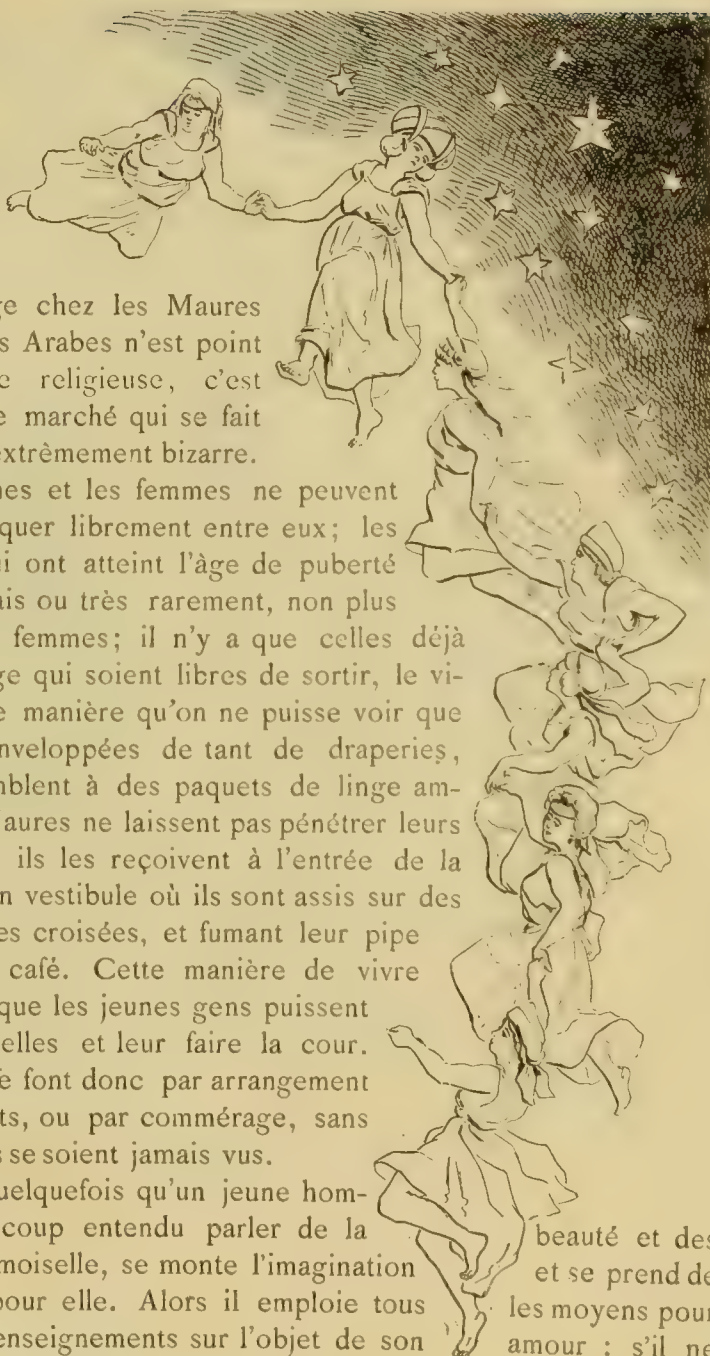 ge chez les Maures
s Arabes n'est point
e religieuse, c'est
e marché qui se fait
extrèmement bizarre.
nes et les femmes ne peuvent
quer librement entre eux; les
ui ont atteint l'àge de puberté
ais ou très rarement, non plus
femmes; il n'y a que celles déjà
ge qui soient libres de sortir, le vi-
e manière qu'on ne puisse voir que
nveloppées de tant de draperies,
mblent à des paquets de linge am-
aures ne laissent pas pénétrer leurs
ils les reçoivent à l'entrée de la
n vestibule où ils sont assis sur des
es croisées, et fumant leur pipe
café. Cette manière de vivre
que les jeunes gens puissent
elles et leur faire la cour.
e font donc par arrangement
ts, ou par commérage, sans
s se soient jamais vus.
uelquefois qu'un jeune hom-
coup entendu parler de la beauté et des
moiselle, se monte l'imagination et se prend de
pour elle. Alors il emploie tous les moyens pour
enseignements sur l'objet de son amour : s'il ne